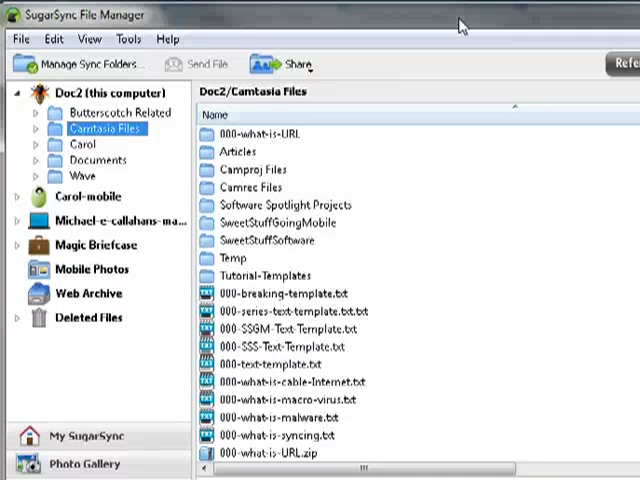 SugarSync File Manager
File Edit View Tools Help
Manage Sync Folders... Send File Share
Doc2 (this computer)
Butterscotch Related
Camtasia Files
Carol
Documents
Wave
Carol-mobile
Michael-e-callahans-ma...
Magic Briefcase
Mobile Photos
Web Archive
Deleted Files
My SugarSync
Photo Gallery
Doc2/Camtasia Files
Name
000-what-is-URL
Articles
Camproj Files
Camrec Files
Software Spotlight Projects
SweetStuffGoingMobile
SweetStuffSoftware
Temp
Tutorial-Templates
000-breaking-template.txt
000-series-text-template.txt.txt
000-SSGM-Text-Template.txt
000-SSS-Text-Template.txt
000-text-template.txt
000-what-is-cable-Internet.txt
000-what-is-macro-virus.txt
000-what-is-malware.txt
000-what-is-syncing.txt
000-what-is-URL.zip